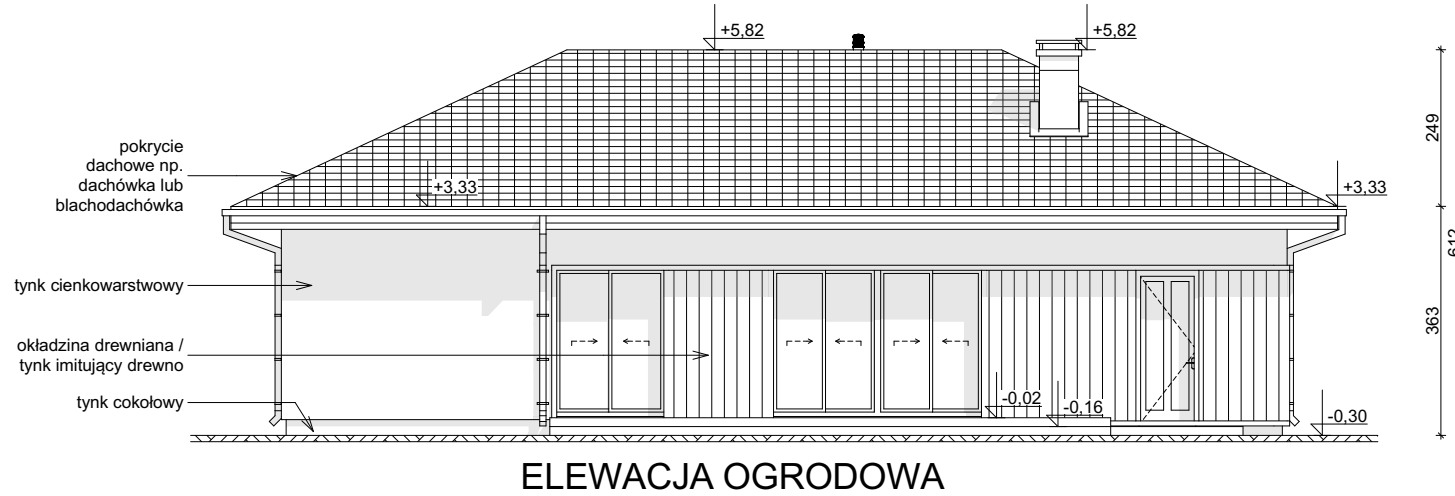 +5,82
+5,82
pokrycie
dachowe np.
dachówka lub
blachodachówka
+3,33
+3,33
249
612
363
tynk cienkowarstwowy
okładzina drewniana /
tynk imitujący drewno
tynk cokołowy
-0,02
-0,16
-0,30
ELEWACJA OGRODOWA